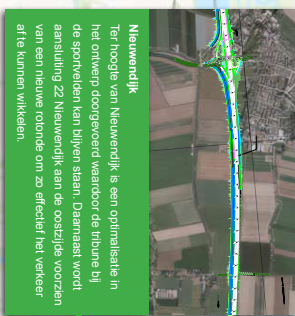 Nieuwendijk
Ter hoogte van Nieuwendijk is een optimalisatie in
het ontwerp doorgevoerd waardoor de tribune bij
de sportvelden kan blijven staan. Daarnaast wordt
aansluiting 22 Nieuwendijk aan de oostzijde voorzien
van een nieuwe rotonde om zo effectief het verkeer
af te kunnen wikkelen.